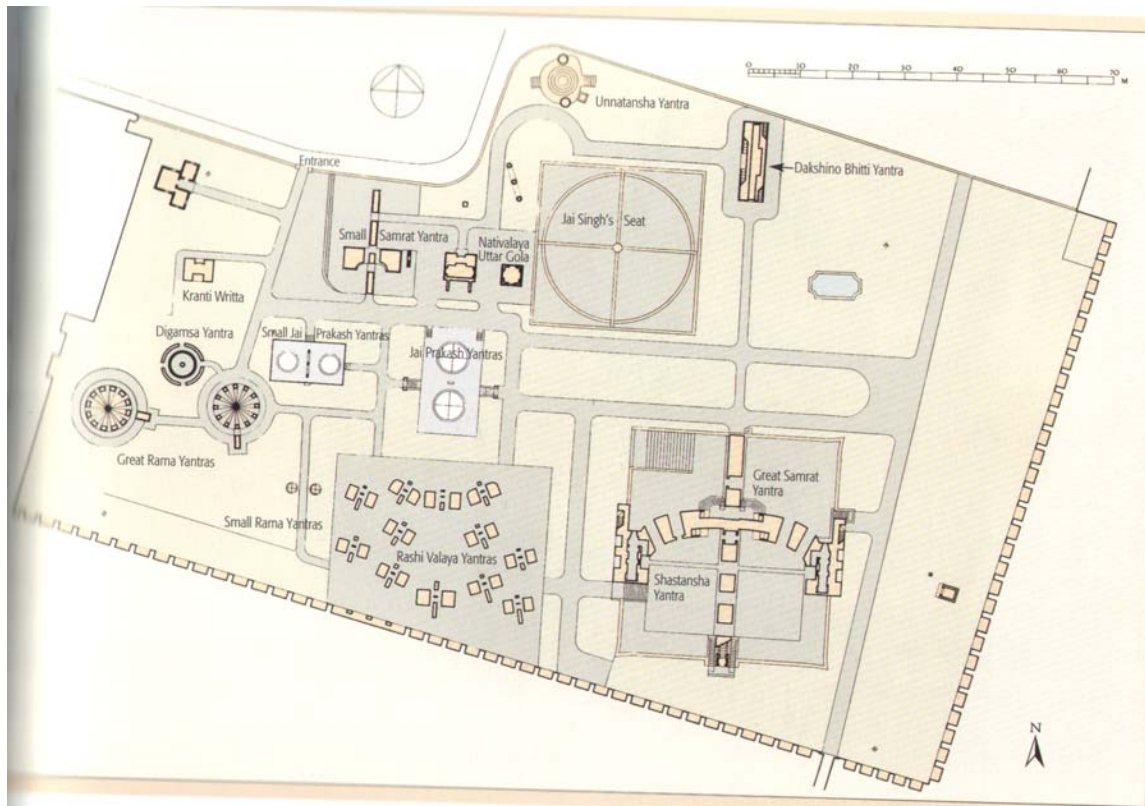 0 10 20 30 40 50 60 70
M
Unnatansha Yantra
Entrance
Dakshino Bhitti Yantra
Jai Singh's Seat
Small Samrat Yantra
Nativalaya
Uttar Gola
Kranti Writta
Digamsa Yantra
Small Jai Prakash Yantras
Jai Prakash Yantras
Great Rama Yantras
Great Samrat
Yantra
Small Rama Yantras
Rashi Valaya Yantras
Shastansha
Yantra
N